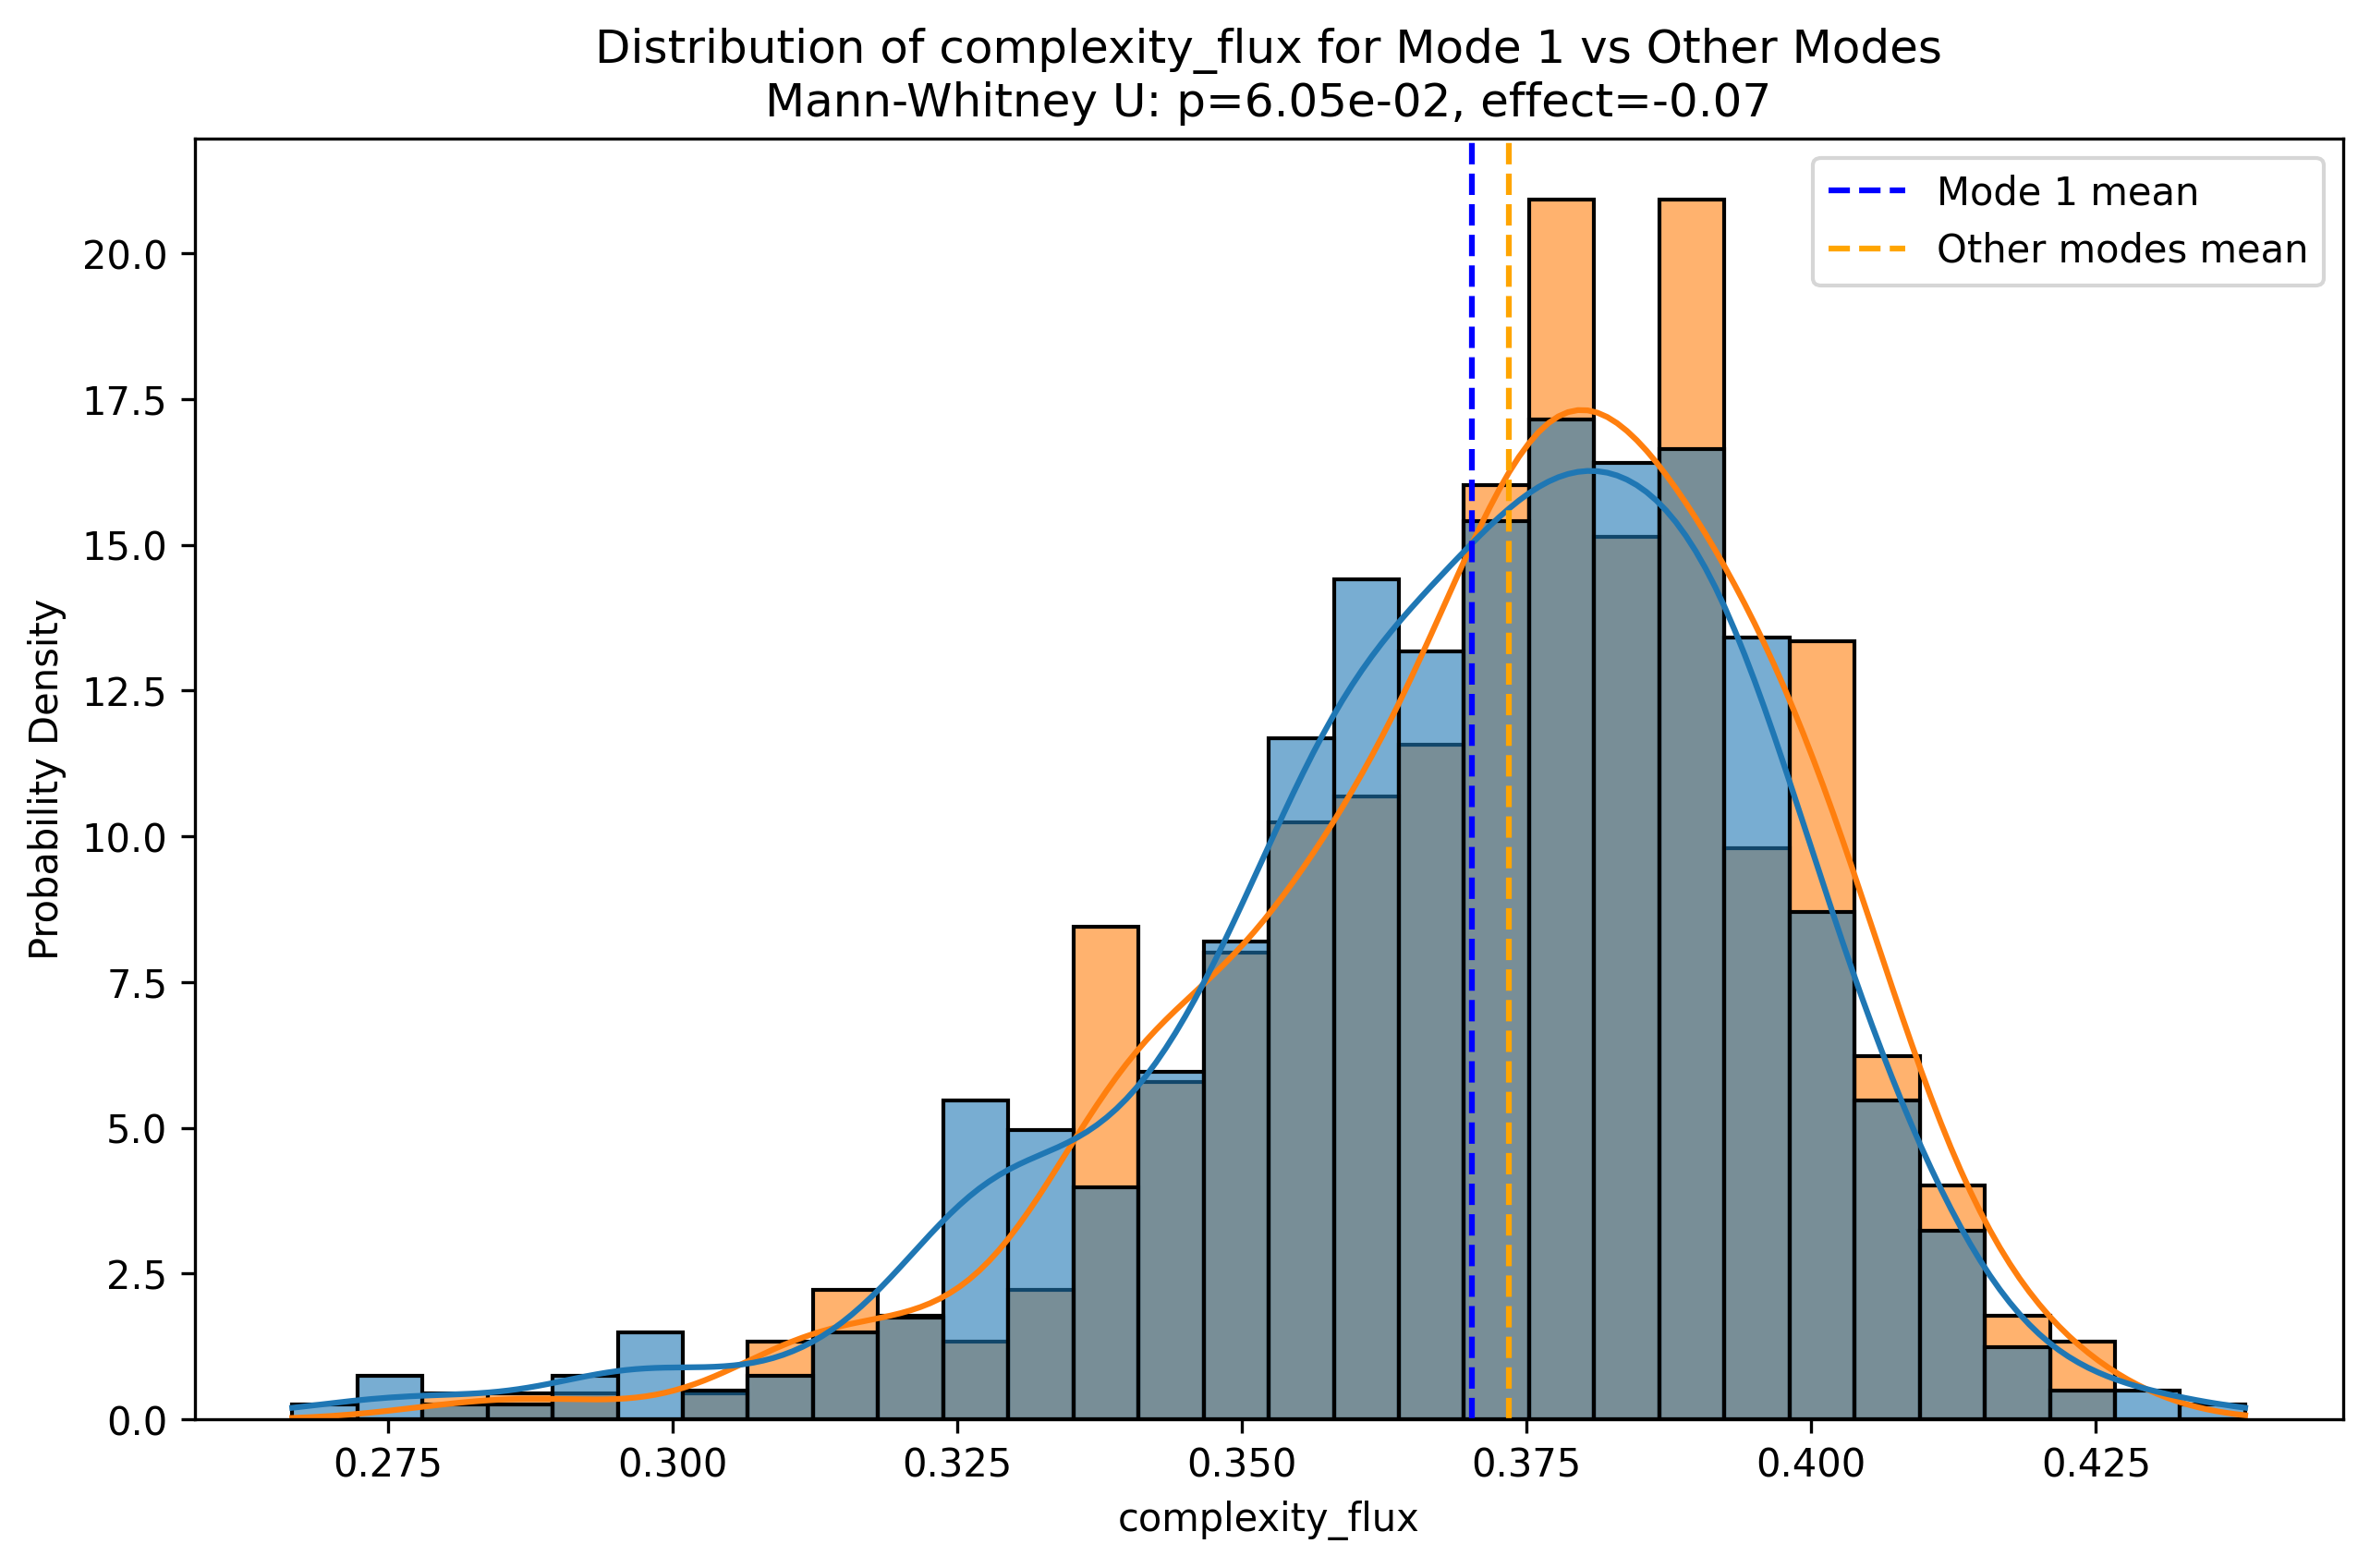 Distribution of complexity_flux for Mode 1 vs Other Modes
Mann-Whitney U: p=6.05e-02, effect=-0.07
Mode 1 mean
Other modes mean
Probability Density
20.0
17.5
15.0
12.5
10.0
7.5
5.0
2.5
0.0
0.275 0.300 0.325 0.350 0.375 0.400 0.425
complexity_flux